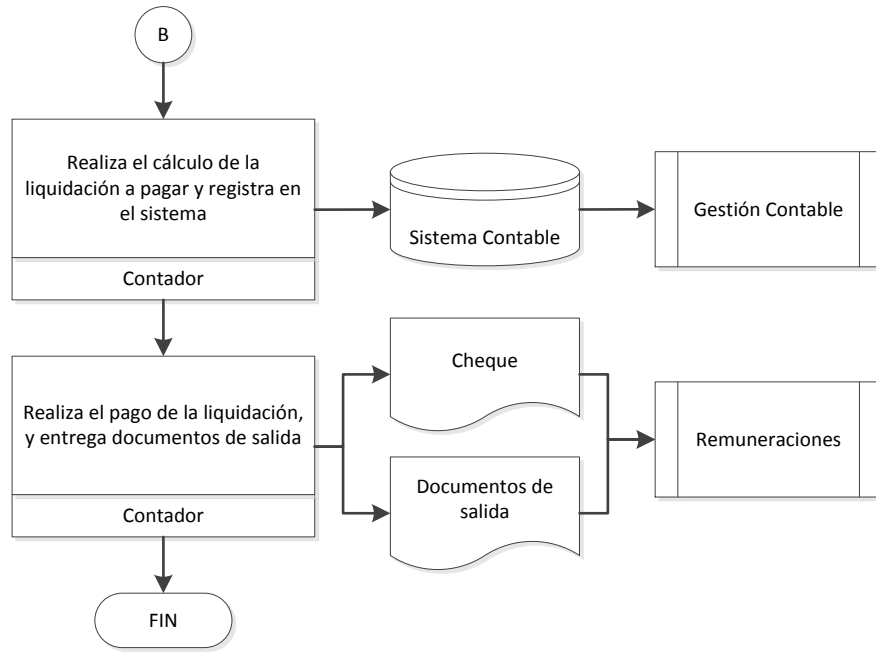 B
Realiza el cálculo de la
liquidación a pagar y registra en
el sistema
Contador
Sistema Contable
Gestión Contable
Realiza el pago de la liquidación,
y entrega documentos de salida
Contador
Cheque
Documentos de
salida
Remuneraciones
FIN